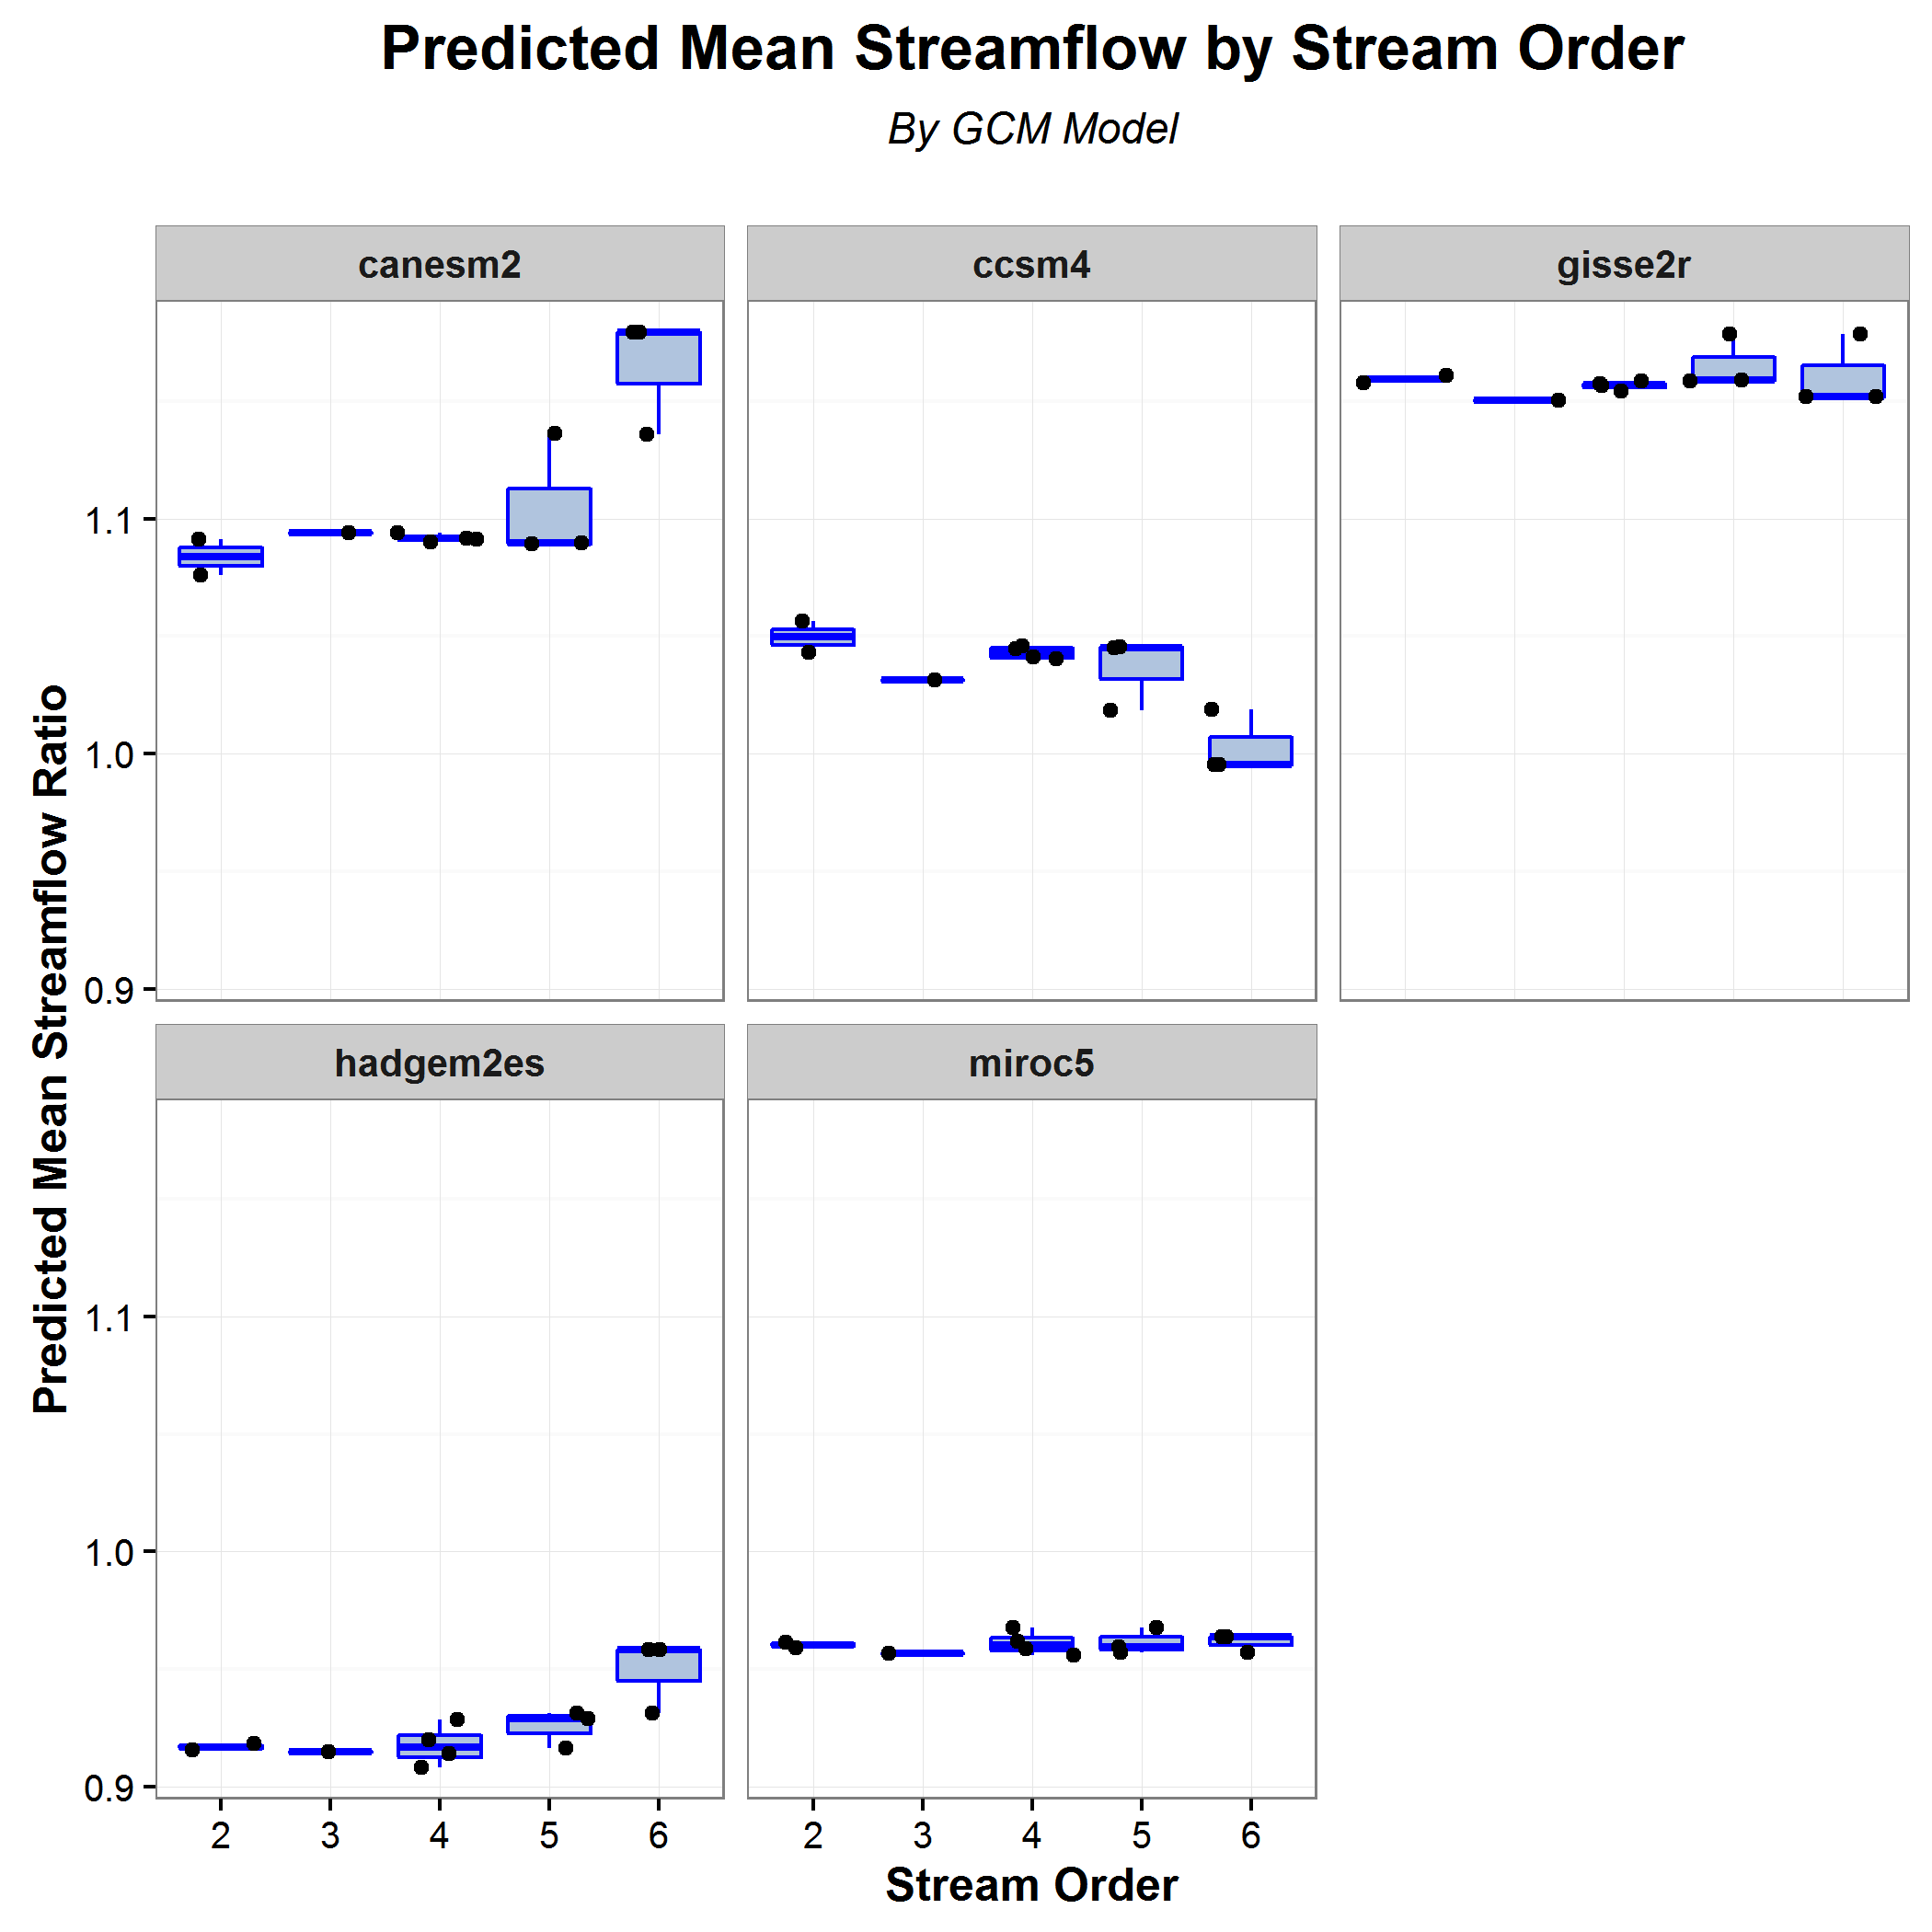 Predicted Mean Streamflow by Stream Order
By GCM Model
canesm2
ccsm4
gisse2r
1.1
1.0
0.9
Predicted Mean Streamflow Ratio
hadgem2es
miroc5
1.1
1.0
0.9
2 3 4 5 6
2 3 4 5 6
Stream Order